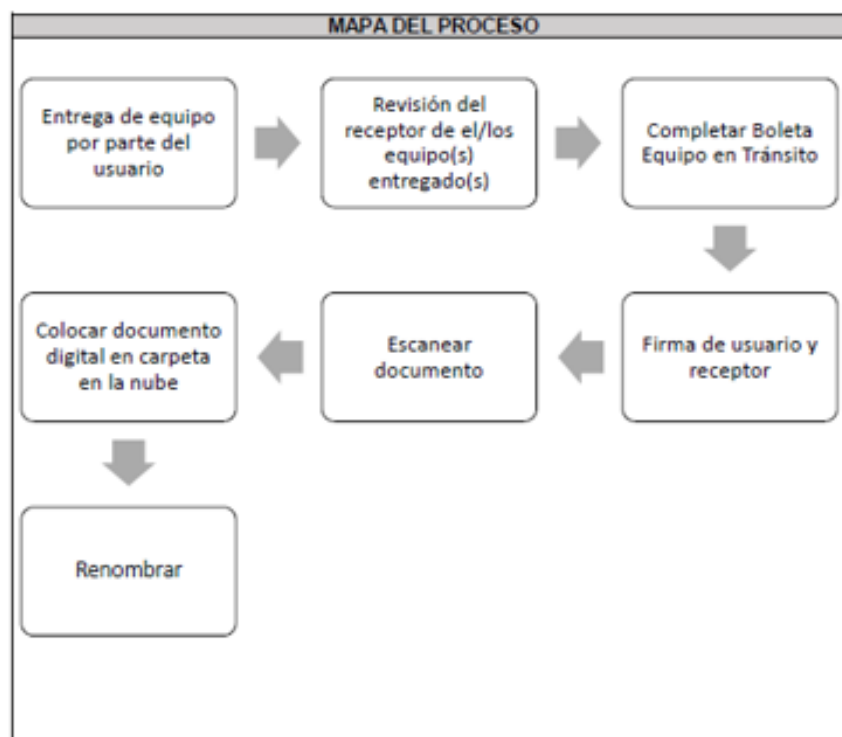 MAPA DEL PROCESO
Entrega de equipo
por parte del
usuario
Revisión del
receptor de el/los
equipo(s)
entregado(s)
Completar Boleta
Equipo en Tránsito
Firma de usuario y
receptor
Escanear
documento
Colocar documento
digital en carpeta
en la nube
Renombrar